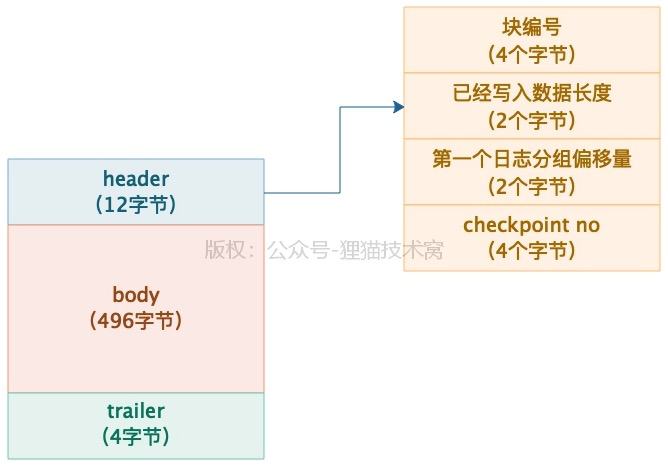 header
(12字节)
body
(496字节)
trailer
(4字节)
块编号
(4个字节)
已经写入数据长度
(2个字节)
第一个日志分组偏移量
(2个字节)
checkpoint no
(4个字节)
版权：公众号-狸猫技术窝